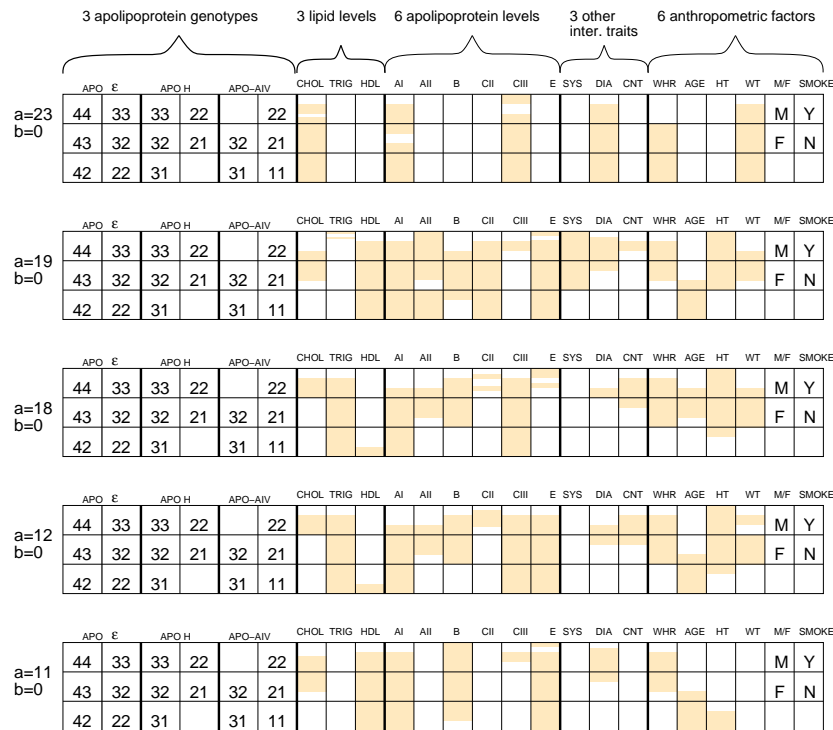 3 apolipoprotein genotypes 3 lipid levels 6 apolipoprotein levels 3 other inter. traits 6 anthropometric factors
APO ε APO H APO–AIV CHOL TRIG HDL AI AII B CII CIII E SYS DIA CNT WHR AGE HT WT M/F SMOKE
a=23 b=0
44 33 33 22 22 M Y
43 32 32 21 32 21 F N
42 22 31 31 11
APO ε APO H APO–AIV CHOL TRIG HDL AI AII B CII CIII E SYS DIA CNT WHR AGE HT WT M/F SMOKE
a=19 b=0
44 33 33 22 22 M Y
43 32 32 21 32 21 F N
42 22 31 31 11
APO ε APO H APO–AIV CHOL TRIG HDL AI AII B CII CIII E SYS DIA CNT WHR AGE HT WT M/F SMOKE
a=18 b=0
44 33 33 22 22 M Y
43 32 32 21 32 21 F N
42 22 31 31 11
APO ε APO H APO–AIV CHOL TRIG HDL AI AII B CII CIII E SYS DIA CNT WHR AGE HT WT M/F SMOKE
a=12 b=0
44 33 33 22 22 M Y
43 32 32 21 32 21 F N
42 22 31 31 11
APO ε APO H APO–AIV CHOL TRIG HDL AI AII B CII CIII E SYS DIA CNT WHR AGE HT WT M/F SMOKE
a=11 b=0
44 33 33 22 22 M Y
43 32 32 21 32 21 F N
42 22 31 31 11